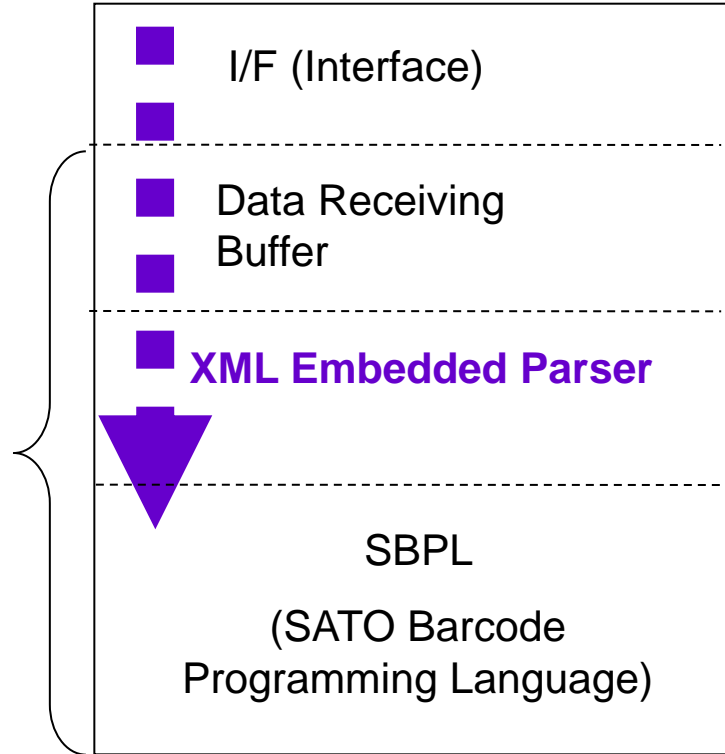 I/F (Interface)
Data Receiving
Buffer
XML Embedded Parser
SBPL
(SATO Barcode
Programming Language)